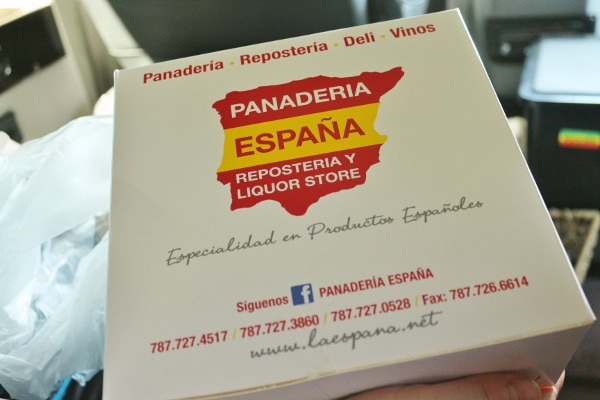 Panadería · Repostería · Deli · Vinos
PANADERIA
ESPAÑA
REPOSTERIA Y
LIQUOR STORE
Especialidad en Productos Españoles
Síguenos f PANADERÍA ESPAÑA
787.727.4517 / 787.727.3860 / 787.727.0528 / Fax: 787.726.6614
www.laespana.net